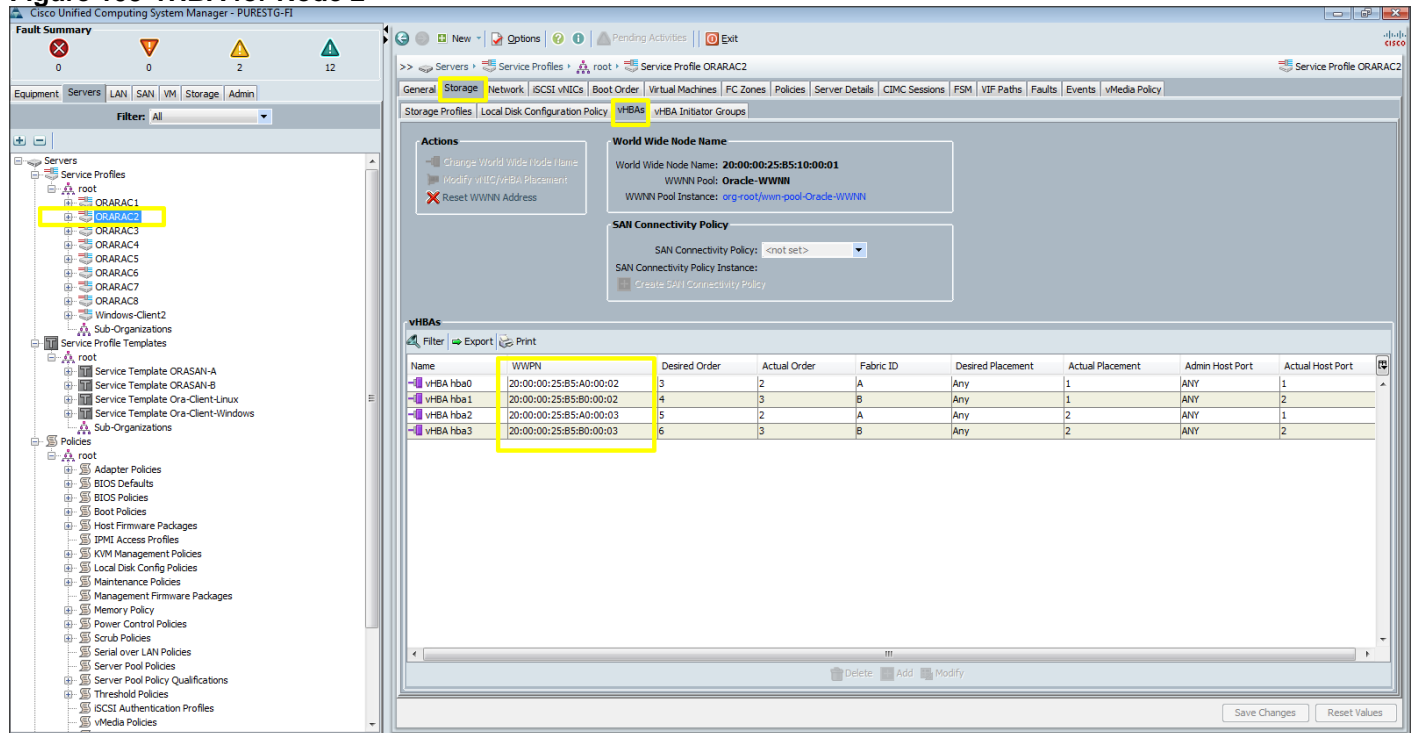 Cisco Unified Computing System Manager - PURESTG-FI
Fault Summary
0 0 2 12
Equipment Servers LAN SAN VM Storage Admin
Filter: All
Servers
Service Profiles
root
ORARAC1
ORARAC2
ORARAC3
ORARAC4
ORARAC5
ORARAC6
ORARAC7
ORARAC8
Windows-Client2
Sub-Organizations
Service Profile Templates
root
Service Template ORASAN-A
Service Template ORASAN-B
Service Template Ora-Client-Linux
Service Template Ora-Client-Windows
Sub-Organizations
Policies
root
Adapter Policies
BIOS Defaults
BIOS Policies
Boot Policies
Host Firmware Packages
IPMI Access Profiles
KVM Management Policies
Local Disk Config Policies
Maintenance Policies
Management Firmware Packages
Memory Policy
Power Control Policies
Scrub Policies
Serial over LAN Policies
Server Pool Policies
Server Pool Policy Qualifications
Threshold Policies
iSCSI Authentication Profiles
vMedia Policies
New Options Pending Activities Exit
CISCO
>> Servers Service Profiles root Service Profile ORARAC2 Service Profile ORARAC2
General Storage Network iSCSI vNICs Boot Order Virtual Machines FC Zones Policies Server Details CIMC Sessions FSM VIF Paths Faults Events vMedia Policy
Storage Profiles Local Disk Configuration Policy vHBAs vHBA Initiator Groups
Actions
Change World Wide Node Name
Modify vNIC/vHBA Placement
Reset WWNN Address
World Wide Node Name
World Wide Node Name: 20:00:00:25:B5:10:00:01
WWNN Pool: Oracle-WWNN
WWNN Pool Instance: org-root/wwn-pool-Oracle-WWNN
SAN Connectivity Policy
SAN Connectivity Policy: <not set>
SAN Connectivity Policy Instance:
Create SAN Connectivity Policy
vHBAs
Filter Export Print
Name WWPN Desired Order Actual Order Fabric ID Desired Placement Actual Placement Admin Host Port Actual Host Port
vHBA hba0 20:00:00:25:B5:A0:00:02 3 2 A Any 1 ANY 1
vHBA hba1 20:00:00:25:B5:B0:00:02 4 3 B Any 1 ANY 2
vHBA hba2 20:00:00:25:B5:A0:00:03 5 2 A Any 2 ANY 1
vHBA hba3 20:00:00:25:B5:B0:00:03 6 3 B Any 2 ANY 2
Delete Add Modify
Save Changes Reset Values